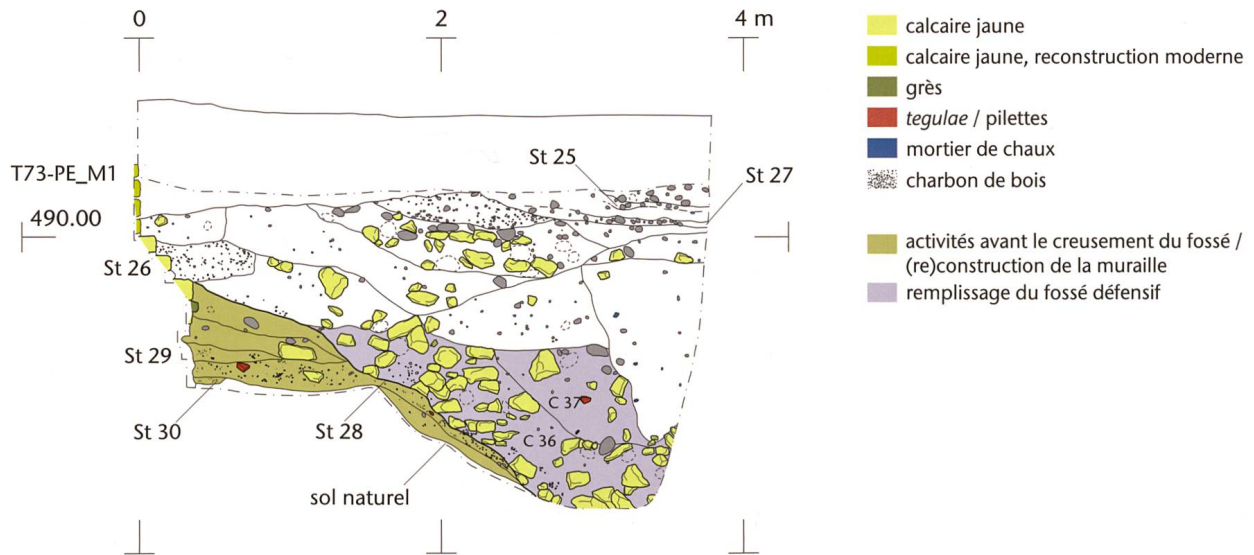 0
2
4 m
T73-PE_M1
490.00
St 25
St 27
St 26
St 29
St 30
St 28
sol naturel
C 37
C 36
calcaire jaune
calcaire jaune, reconstruction moderne
grès
tegulae / pilettes
mortier de chaux
charbon de bois
activités avant le creusement du fossé /
(re)construction de la muraille
remplissage du fossé défensif